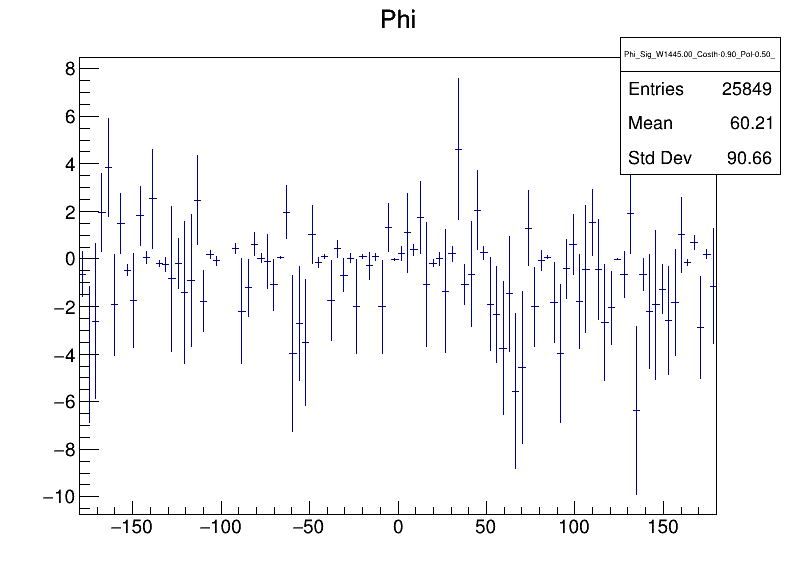 Phi
Phi_Sig_W1445.00_Costh-0.90_Pol-0.50_
Entries 25849
Mean 60.21
Std Dev 90.66
8
6
4
2
0
−2
−4
−6
−8
−10
−150 −100 −50 0 50 100 150